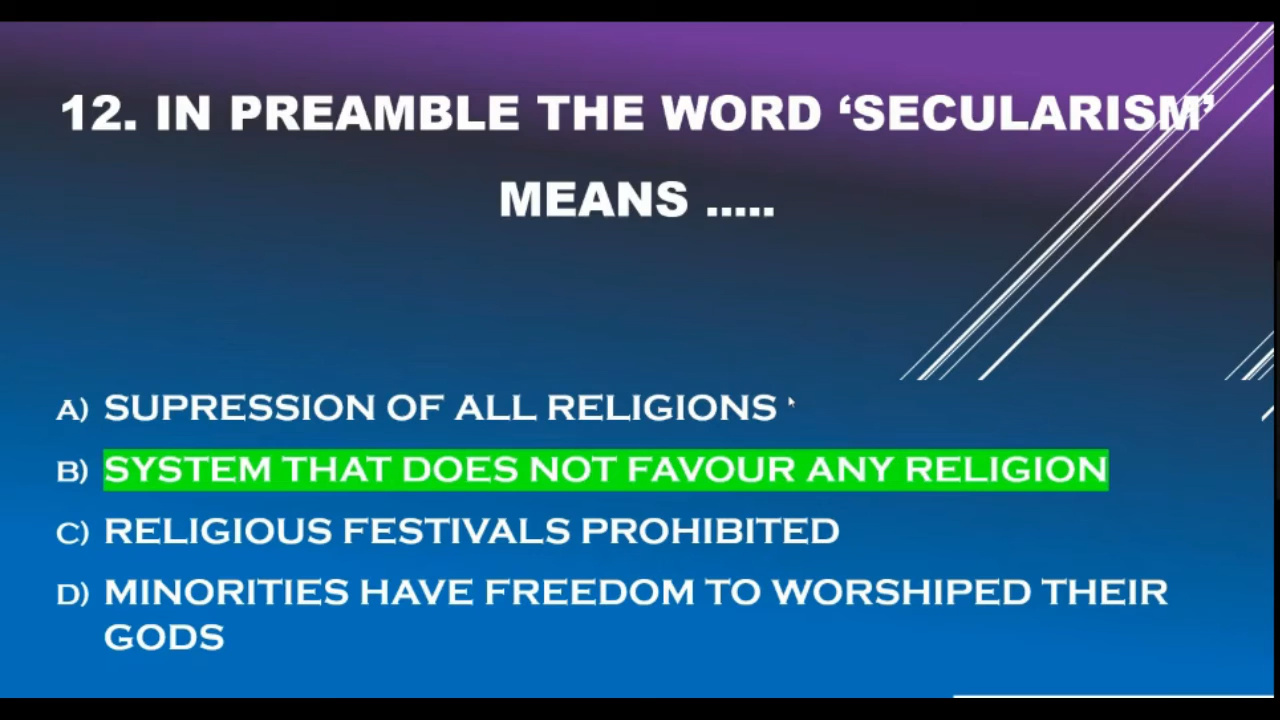 12. IN PREAMBLE THE WORD ‘SECULARISM’
MEANS .....
A) SUPRESSION OF ALL RELIGIONS
B) SYSTEM THAT DOES NOT FAVOUR ANY RELIGION
C) RELIGIOUS FESTIVALS PROHIBITED
D) MINORITIES HAVE FREEDOM TO WORSHIPED THEIR
GODS